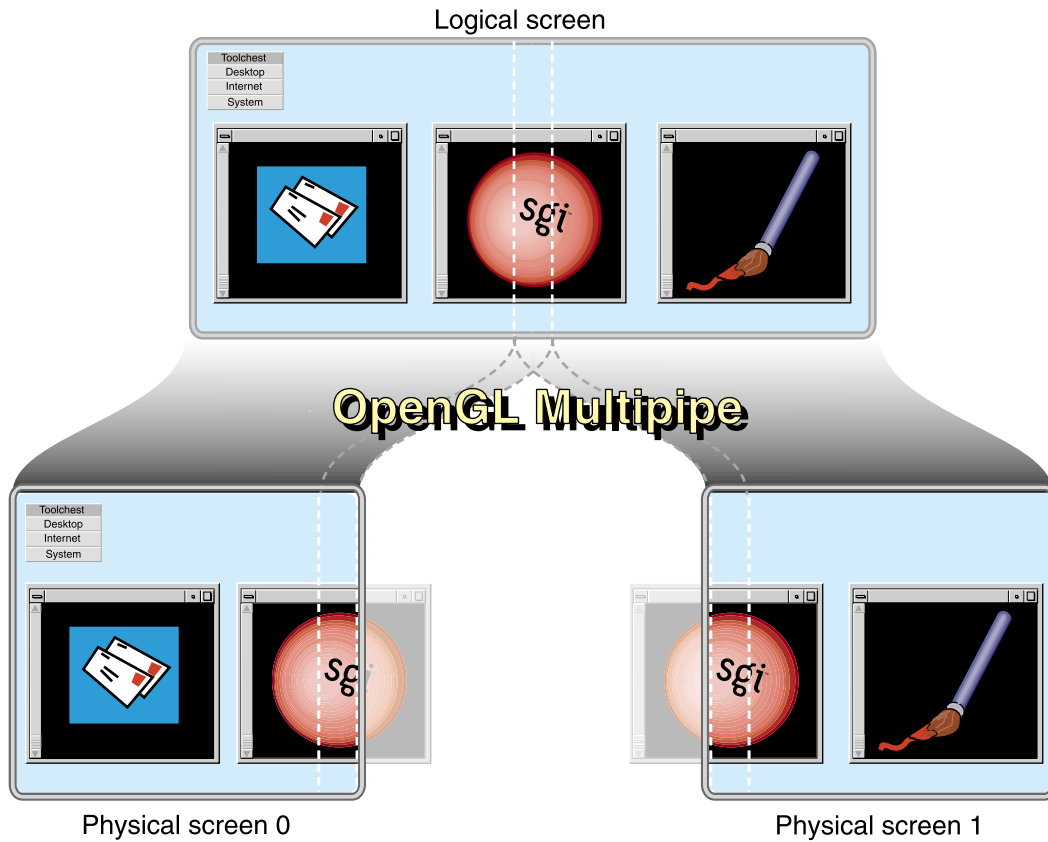 Logical screen
Toolchest
Desktop
Internet
System
sgi
OpenGL Multipipe
Toolchest
Desktop
Internet
System
sgi
sgi
Physical screen 0
Physical screen 1